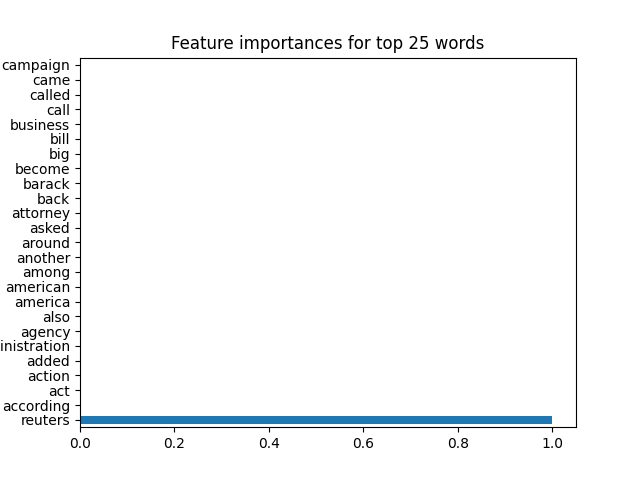 Feature importances for top 25 words
campaign
came
called
call
business
bill
big
become
barack
back
attorney
asked
around
another
among
american
america
also
agency
inistration
added
action
act
according
reuters
0.0 0.2 0.4 0.6 0.8 1.0